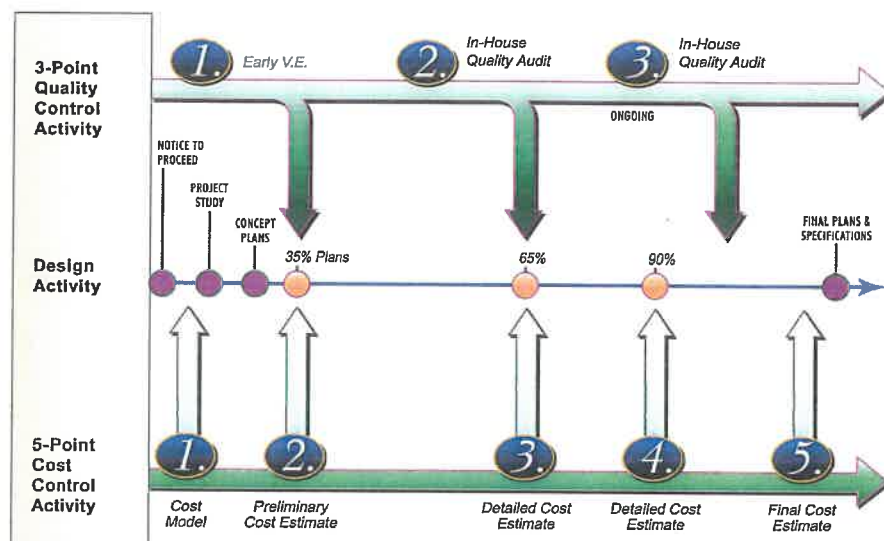 3-Point
Quality
Control
Activity
1.
Early V.E.
2.
In-House
Quality Audit
3.
In-House
Quality Audit
ONGOING
NOTICE TO
PROCEED
PROJECT
STUDY
CONCEPT
PLANS
FINAL PLANS &
SPECIFICATIONS
Design
Activity
35% Plans
65%
90%
5-Point
Cost
Control
Activity
1.
2.
3.
4.
5.
Cost
Model
Preliminary
Cost Estimate
Detailed Cost
Estimate
Detailed Cost
Estimate
Final Cost
Estimate